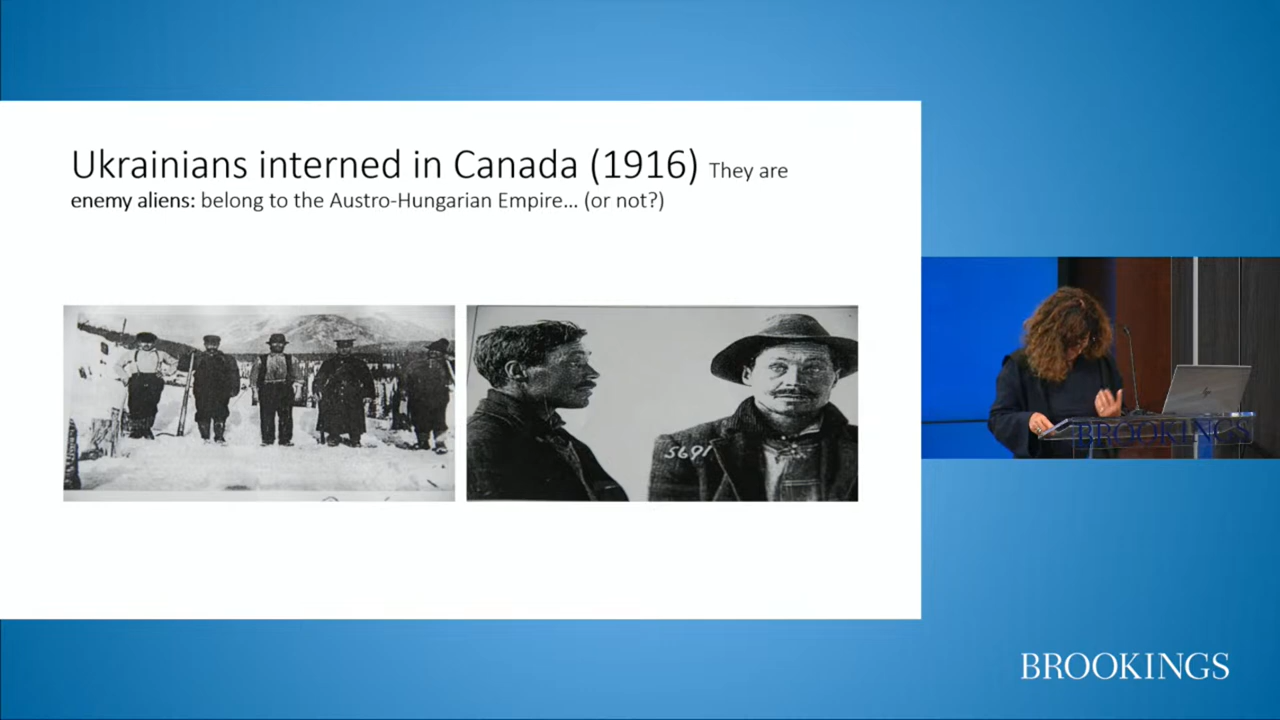 Ukrainians interned in Canada (1916) They are
enemy aliens: belong to the Austro-Hungarian Empire... (or not?)
5691
BROOKINGS
BROOKINGS